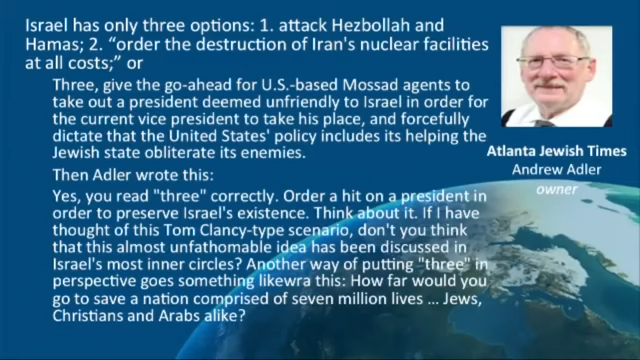 Israel has only three options: 1. attack Hezbollah and
Hamas; 2. “order the destruction of Iran's nuclear facilities
at all costs;” or
Three, give the go-ahead for U.S.-based Mossad agents to
take out a president deemed unfriendly to Israel in order for
the current vice president to take his place, and forcefully
dictate that the United States' policy includes its helping the
Jewish state obliterate its enemies.
Then Adler wrote this:
Yes, you read "three" correctly. Order a hit on a president in
order to preserve Israel's existence. Think about it. If I have
thought of this Tom Clancy-type scenario, don't you think
that this almost unfathomable idea has been discussed in
Israel's most inner circles? Another way of putting "three" in
perspective goes something likewra this: How far would you
go to save a nation comprised of seven million lives ... Jews,
Christians and Arabs alike?
Atlanta Jewish Times
Andrew Adler
owner